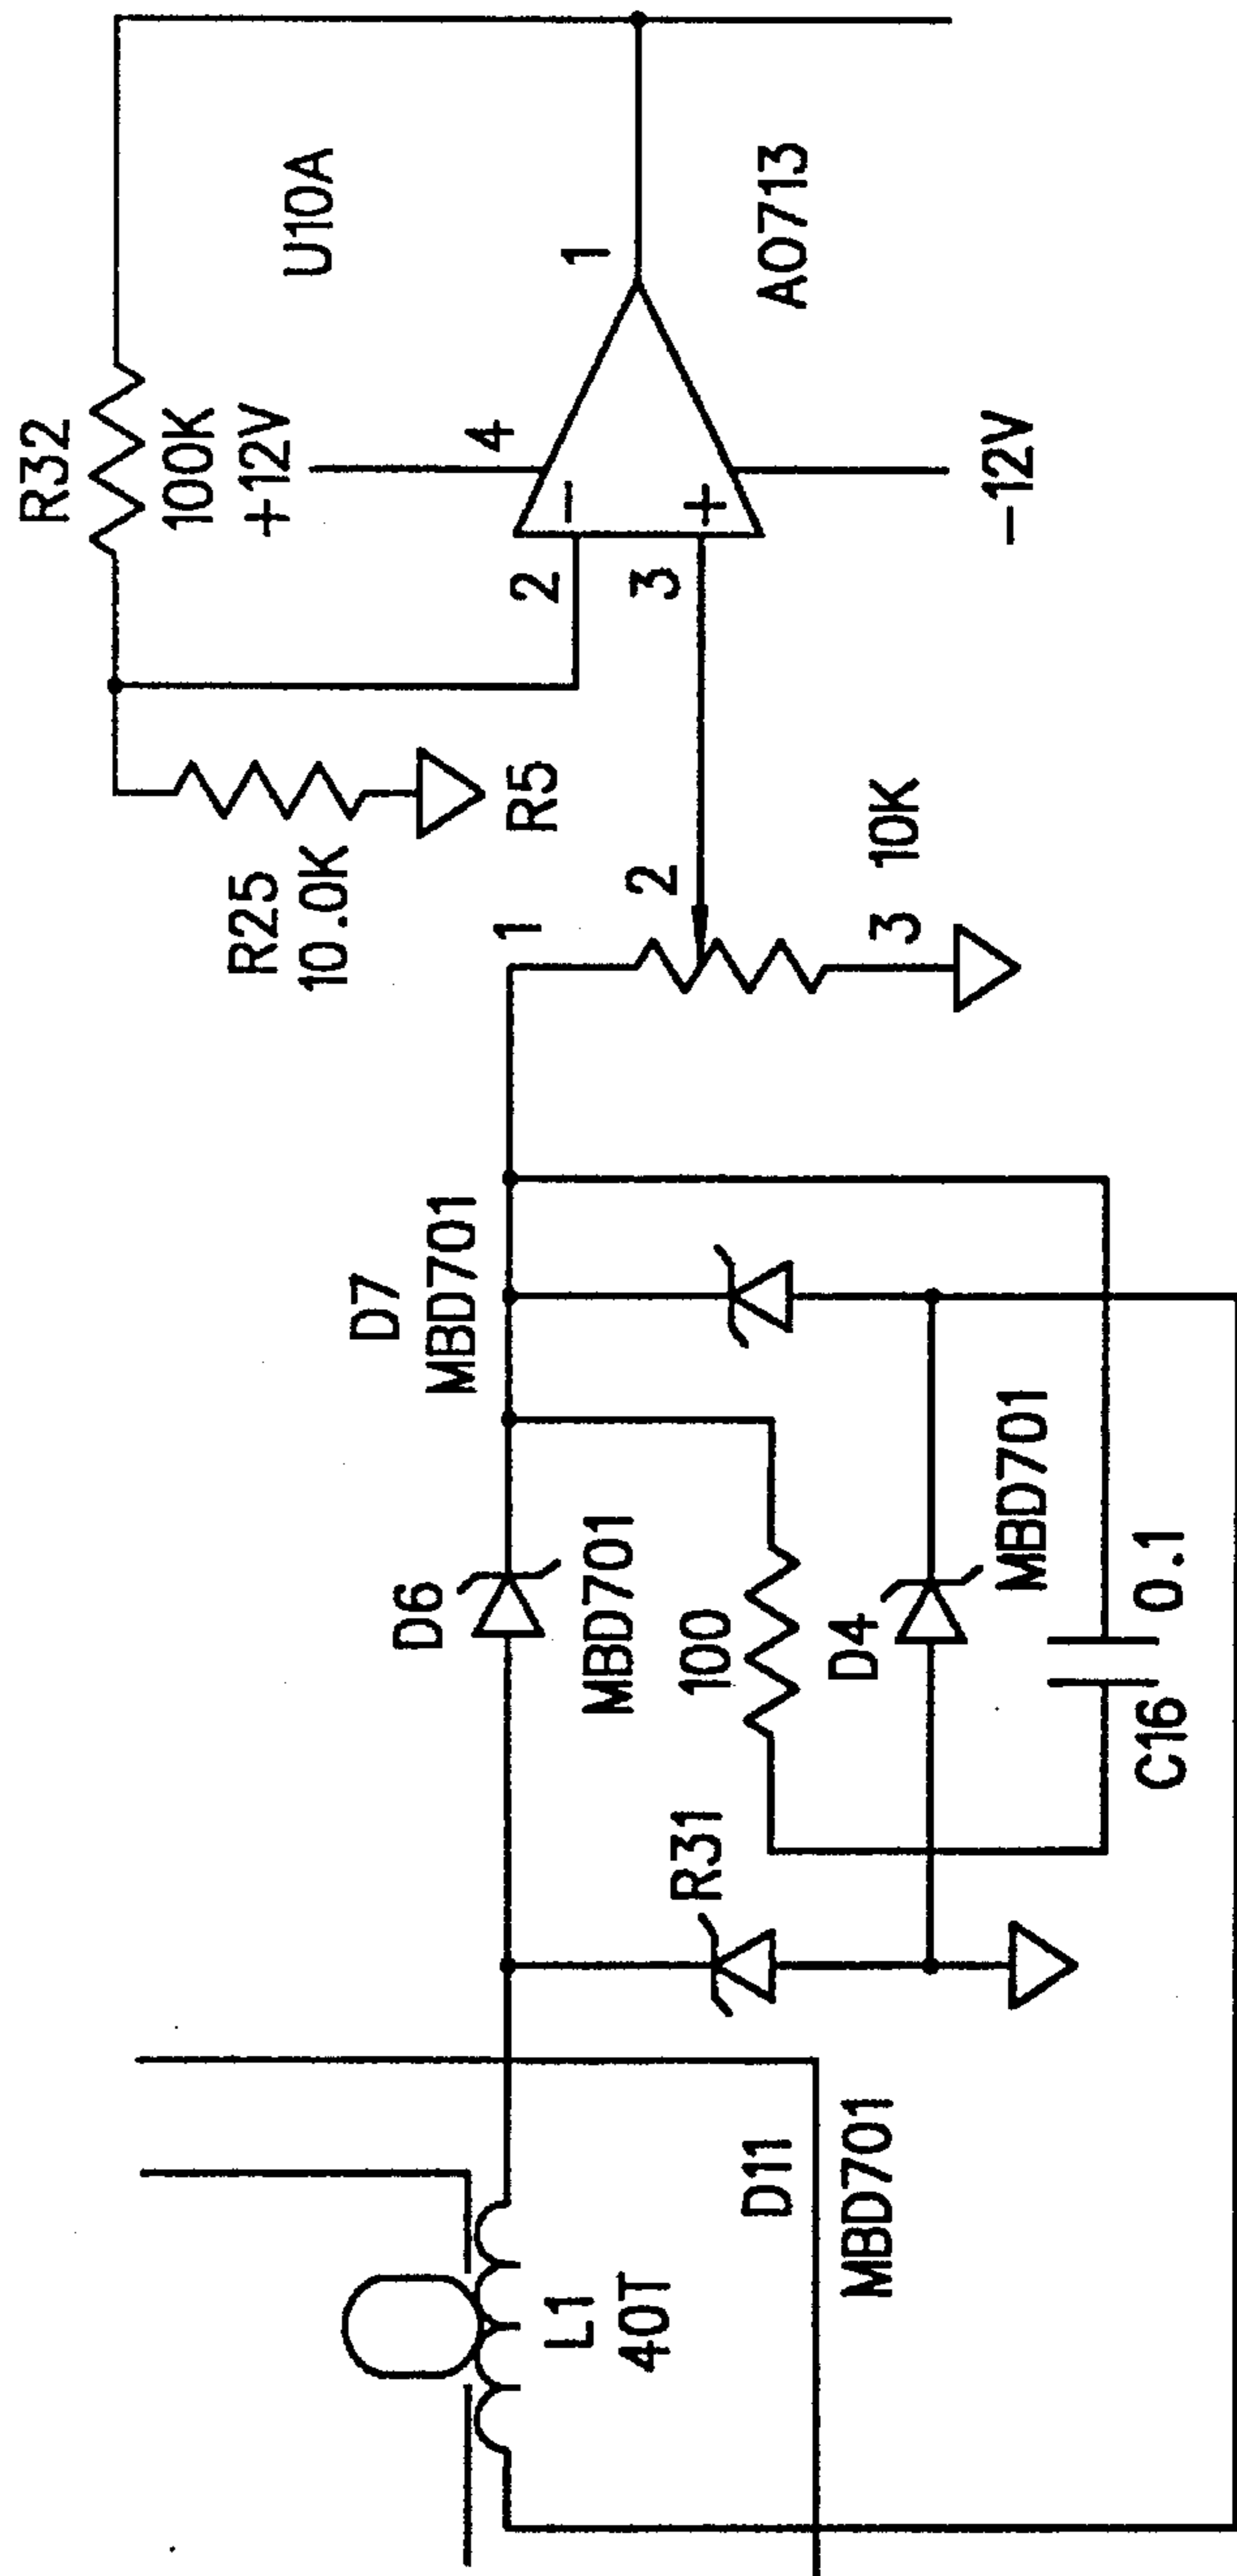 R32
100K
+12V
U10A
4
1
2
3
AO713
-12V
R25
10.0K
R5
1
2
3 10K
D7
MBD701
D6
MBD701
100
R31
D4
MBD701
C16 0.1
L1
40T
D11
MBD701